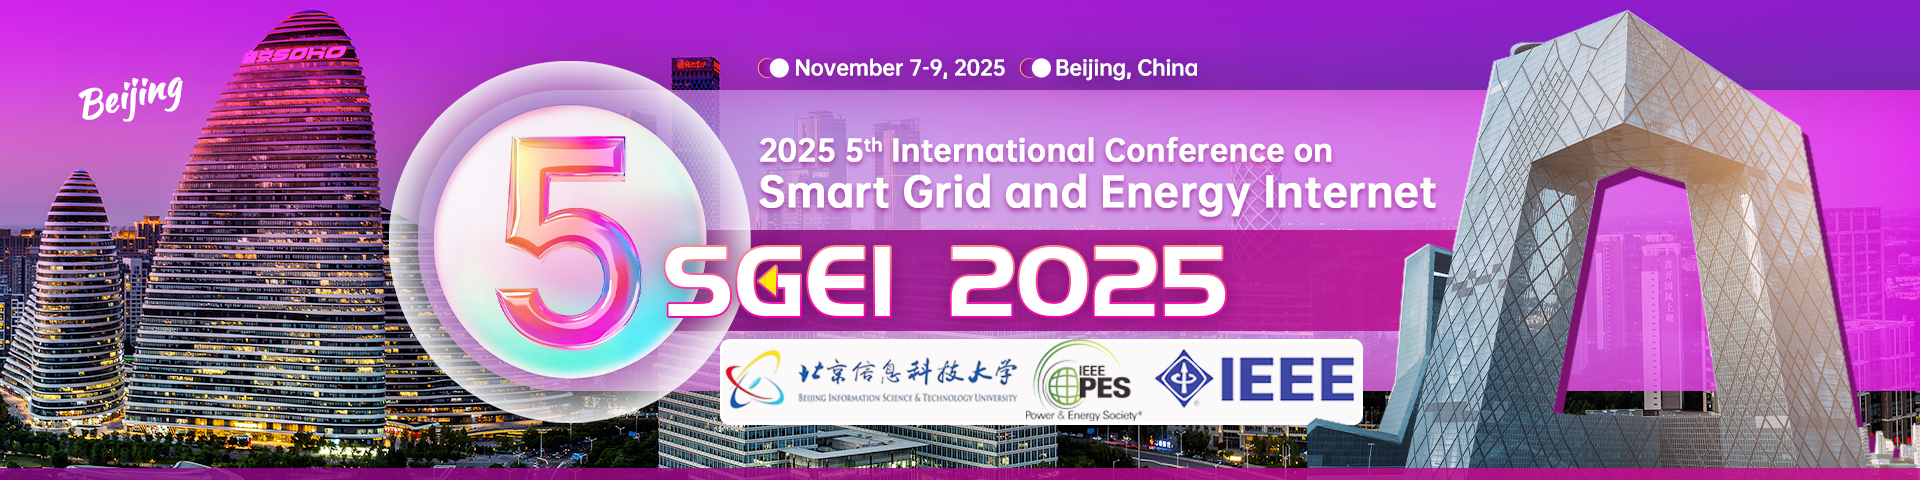 Beijing
SOHO
November 7-9, 2025 Beijing, China
5
2025 5th International Conference on
Smart Grid and Energy Internet
SGEI 2025
北京信息科技大学
BEIJING INFORMATION SCIENCE & TECHNOLOGY UNIVERSITY
IEEE
PES
Power & Energy Society®
IEEE